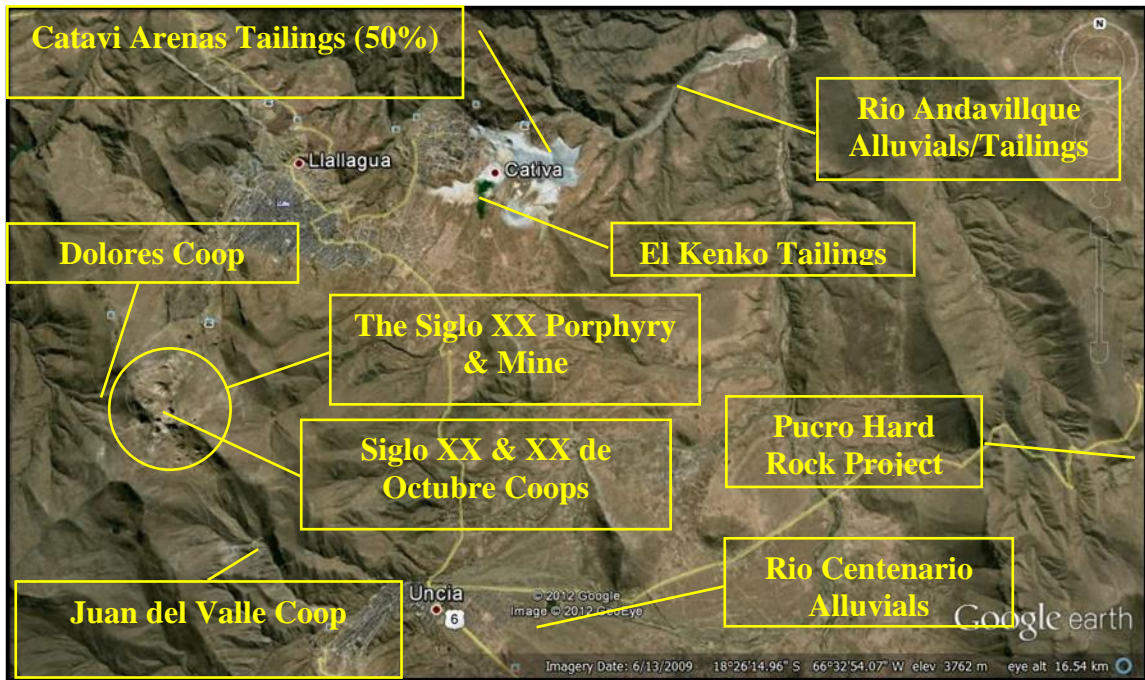 Catavi Arenas Tailings (50%)
N
Rio Andavillque
Alluvials/Tailings
Llallagua
Cativa
Dolores Coop
El Kenko Tailings
The Siglo XX Porphyry
& Mine
Siglo XX & XX de
Octubre Coops
Pucro Hard
Rock Project
Rio Centenario
Alluvials
Juan del Valle Coop
Uncia
6
© 2012 Google
Image © 2012 GeoEye
Google earth
Imagery Date: 6/13/2009 18°26'14.96" S 66°32'54.07" W elev 3762 m eye alt 16.54 km